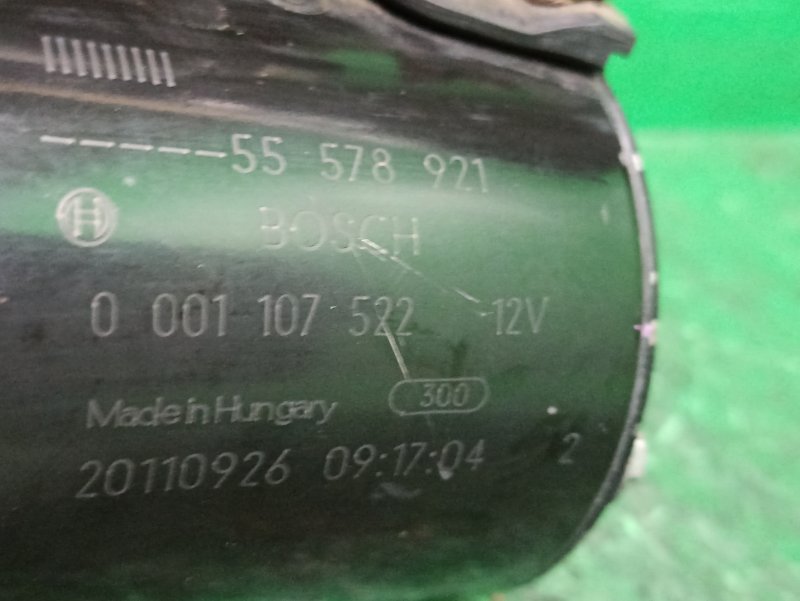 -----55 578 921
BOSCH
0 001 107 522 12V
Made in Hungary 300
20110926 09:17:04 2